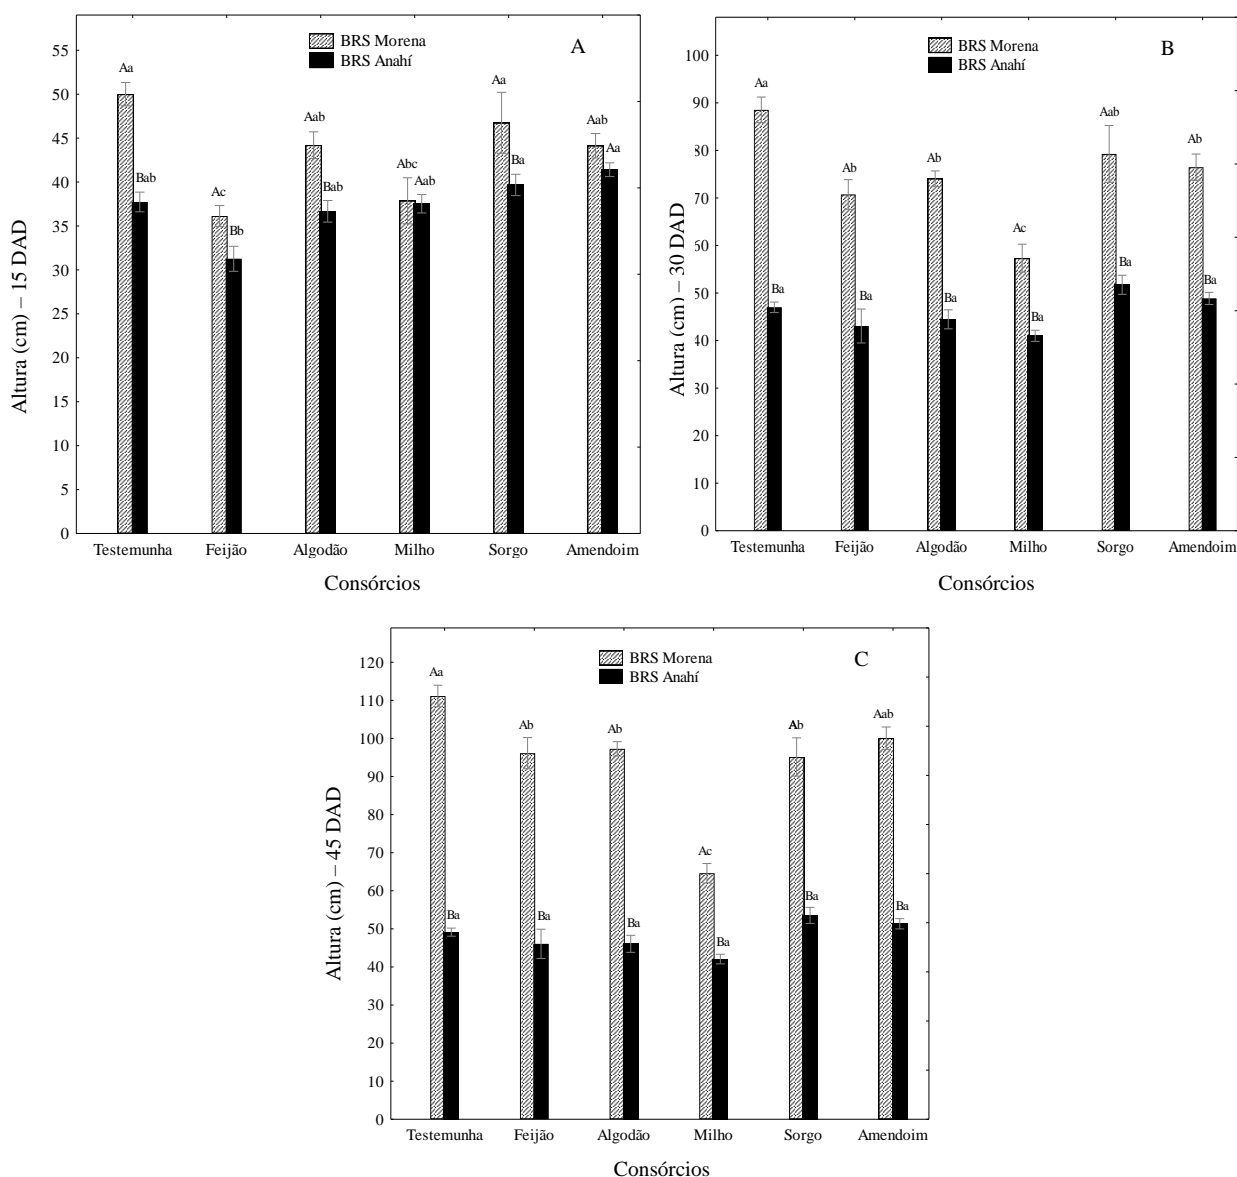 A
BRS Morena
BRS Anahí
Altura (cm) – 15 DAD
55
50
45
40
35
30
25
20
15
10
5
0
Aa
Bab
Ac
Bb
Aab
Bab
Abc
Aab
Aa
Ba
Aab
Aa
Testemunha Feijão Algodão Milho Sorgo Amendoim
Consórcios
B
BRS Morena
BRS Anahí
Altura (cm) – 30 DAD
100
90
80
70
60
50
40
30
20
10
0
Aa
Ba
Ab
Ba
Ab
Ba
Ac
Ba
Aab
Ba
Ab
Ba
Testemunha Feijão Algodão Milho Sorgo Amendoim
Consórcios
C
BRS Morena
BRS Anahí
Altura (cm) – 45 DAD
120
110
100
90
80
70
60
50
40
30
20
10
0
Aa
Ba
Ab
Ba
Ab
Ba
Ac
Ba
Ab
Ba
Aab
Ba
Testemunha Feijão Algodão Milho Sorgo Amendoim
Consórcios